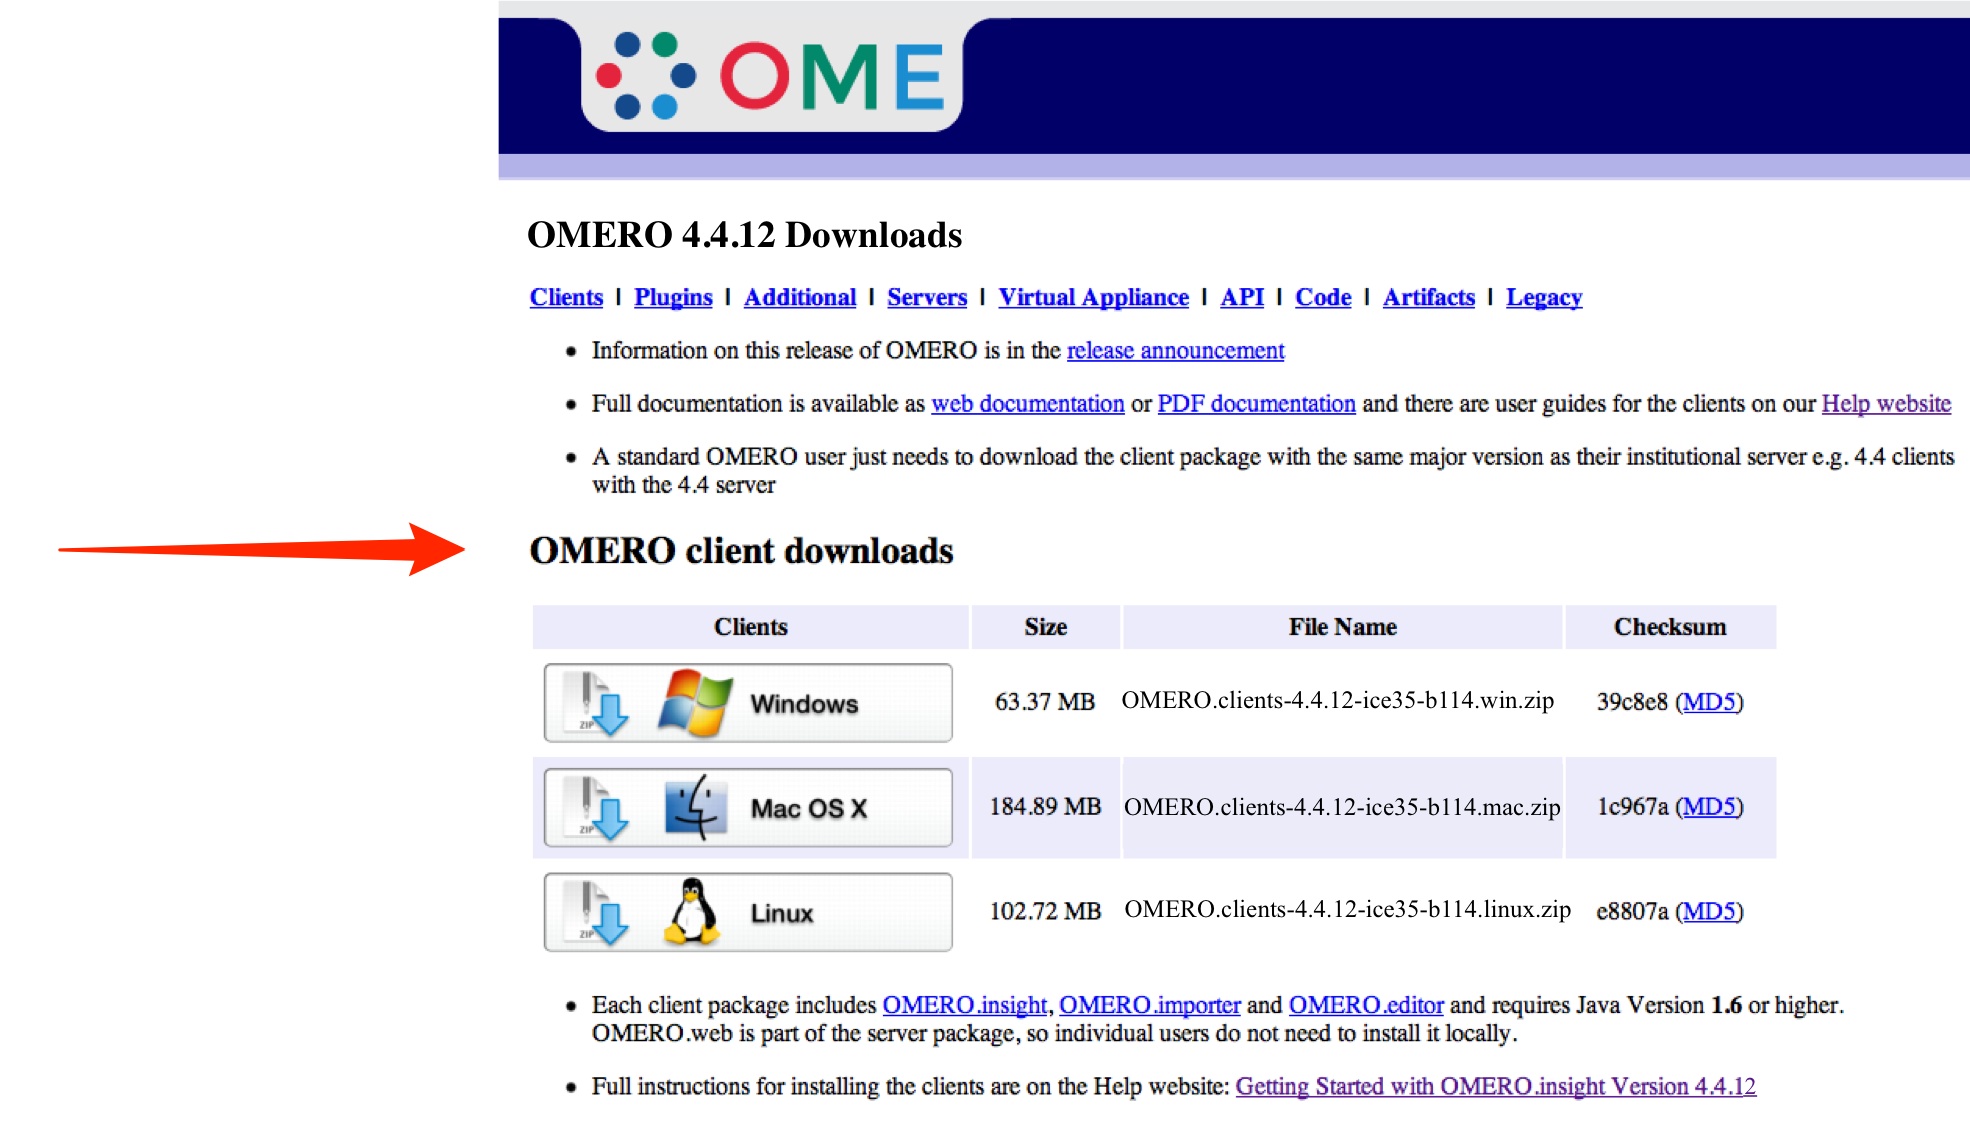 OME
OMERO 4.4.12 Downloads
Clients | Plugins | Additional | Servers | Virtual Appliance | API | Code | Artifacts | Legacy
• Information on this release of OMERO is in the release announcement
• Full documentation is available as web documentation or PDF documentation and there are user guides for the clients on our Help website
• A standard OMERO user just needs to download the client package with the same major version as their institutional server e.g. 4.4 clients
with the 4.4 server
OMERO client downloads
Clients Size File Name Checksum
ZIP Windows 63.37 MB OMERO.clients-4.4.12-ice35-b114.win.zip 39c8e8 (MD5)
ZIP Mac OS X 184.89 MB OMERO.clients-4.4.12-ice35-b114.mac.zip 1c967a (MD5)
ZIP Linux 102.72 MB OMERO.clients-4.4.12-ice35-b114.linux.zip e8807a (MD5)
• Each client package includes OMERO.insight, OMERO.importer and OMERO.editor and requires Java Version 1.6 or higher.
OMERO.web is part of the server package, so individual users do not need to install it locally.
• Full instructions for installing the clients are on the Help website: Getting Started with OMERO.insight Version 4.4.12